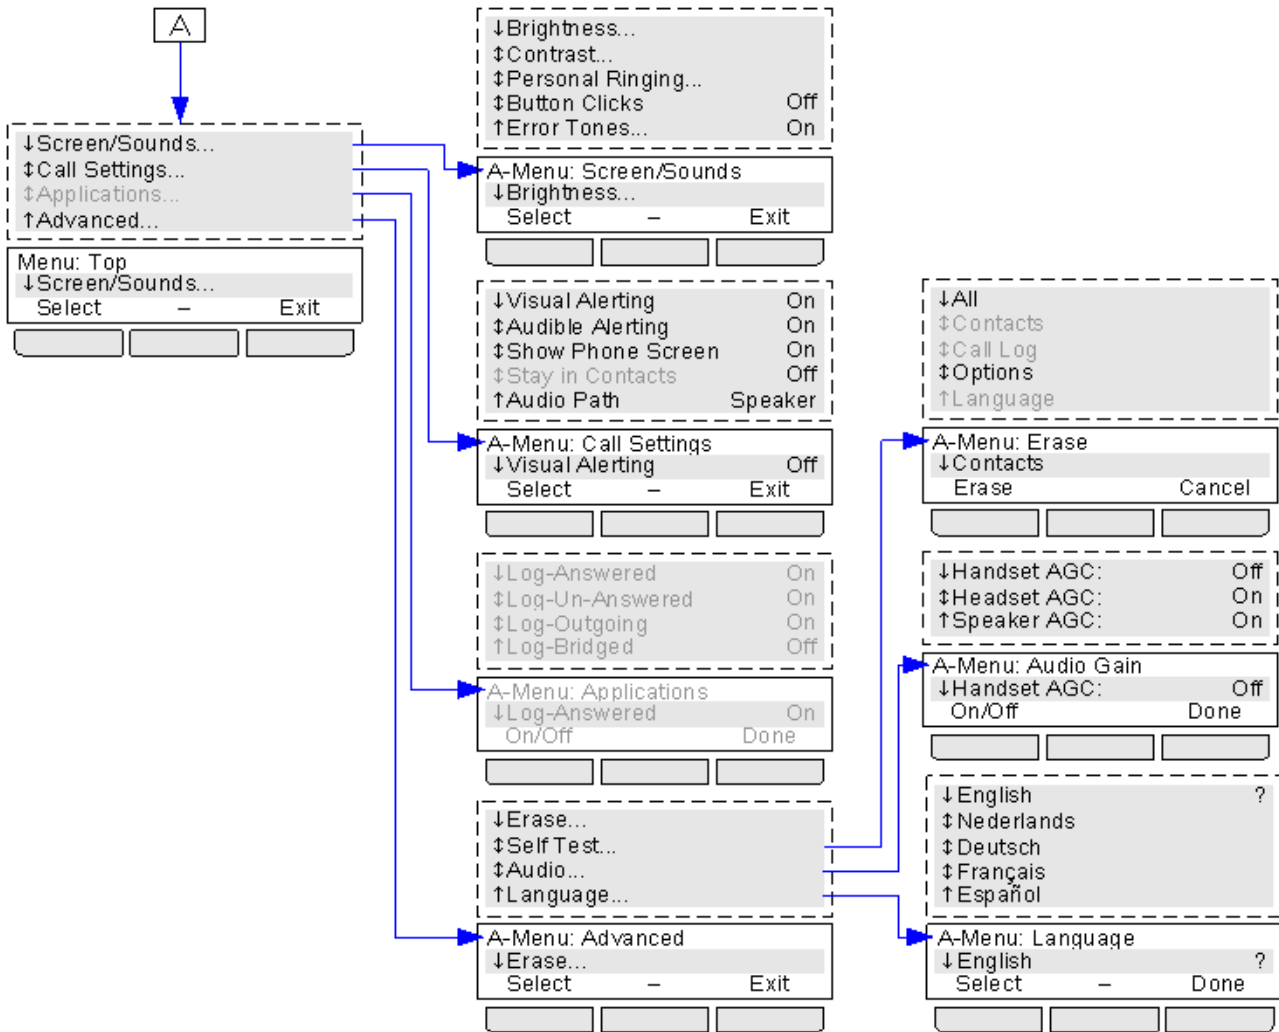 A
↓Screen/Sounds...
↕Call Settings...
↕Applications...
↑Advanced...
Menu: Top
↓Screen/Sounds...
Select – Exit
↓Brightness...
↕Contrast...
↕Personal Ringing...
↕Button Clicks Off
↑Error Tones... On
A-Menu: Screen/Sounds
↓Brightness...
Select – Exit
↓Visual Alerting On
↕Audible Alerting On
↕Show Phone Screen On
↕Stay in Contacts Off
↑Audio Path Speaker
A-Menu: Call Settings
↓Visual Alerting Off
Select – Exit
↓Log-Answered On
↕Log-Un-Answered On
↕Log-Outgoing On
↑Log-Bridged Off
A-Menu: Applications
↓Log-Answered On
On/Off Done
↓Erase...
↕Self Test...
↕Audio...
↑Language...
A-Menu: Advanced
↓Erase...
Select – Exit
↓All
↕Contacts
↕Call Log
↕Options
↑Language
A-Menu: Erase
↓Contacts
Erase Cancel
↓Handset AGC: Off
↕Headset AGC: On
↑Speaker AGC: On
A-Menu: Audio Gain
↓Handset AGC: Off
On/Off Done
↓English ?
↕Nederlands
↕Deutsch
↕Français
↑Español
A-Menu: Language
↓English ?
Select – Done